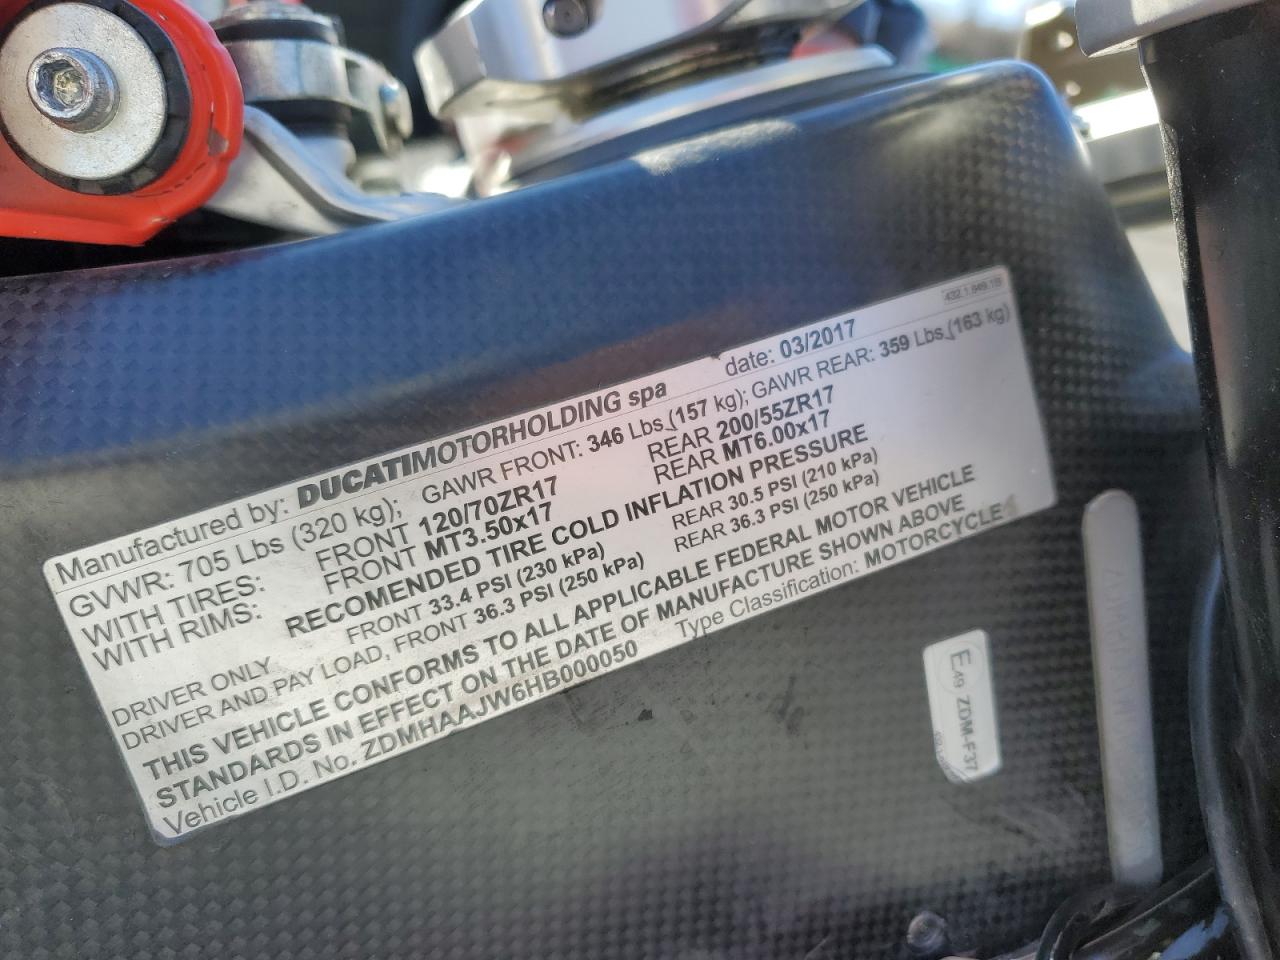 432.1.949.1B
Manufactured by: DUCATIMOTORHOLDING spa date: 03/2017
GVWR: 705 Lbs (320 kg); GAWR FRONT: 346 Lbs.(157 kg); GAWR REAR: 359 Lbs.(163 kg)
WITH TIRES: FRONT 120/70ZR17 REAR 200/55ZR17
WITH RIMS: FRONT MT3.50x17 REAR MT6.00x17
RECOMENDED TIRE COLD INFLATION PRESSURE
DRIVER ONLY FRONT 33.4 PSI (230 kPa) REAR 30.5 PSI (210 kPa)
DRIVER AND PAY LOAD, FRONT 36.3 PSI (250 kPa) REAR 36.3 PSI (250 kPa)
THIS VEHICLE CONFORMS TO ALL APPLICABLE FEDERAL MOTOR VEHICLE
STANDARDS IN EFFECT ON THE DATE OF MANUFACTURE SHOWN ABOVE
Vehicle I.D. No. ZDMHAAJW6HB000050 Type Classification: MOTORCYCLE
E49 ZDM-F37